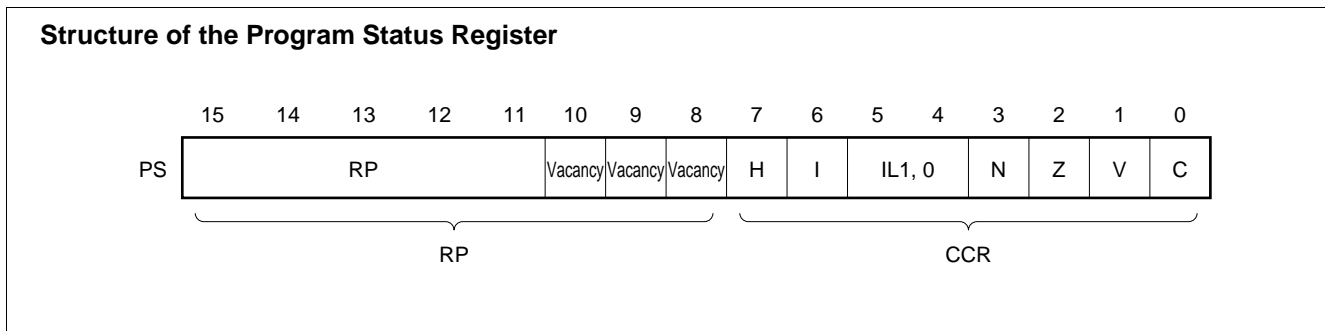 Structure of the Program Status Register
15 14 13 12 11 10 9 8 7 6 5 4 3 2 1 0
PS RP Vacancy Vacancy Vacancy H I IL1, 0 N Z V C
RP CCR